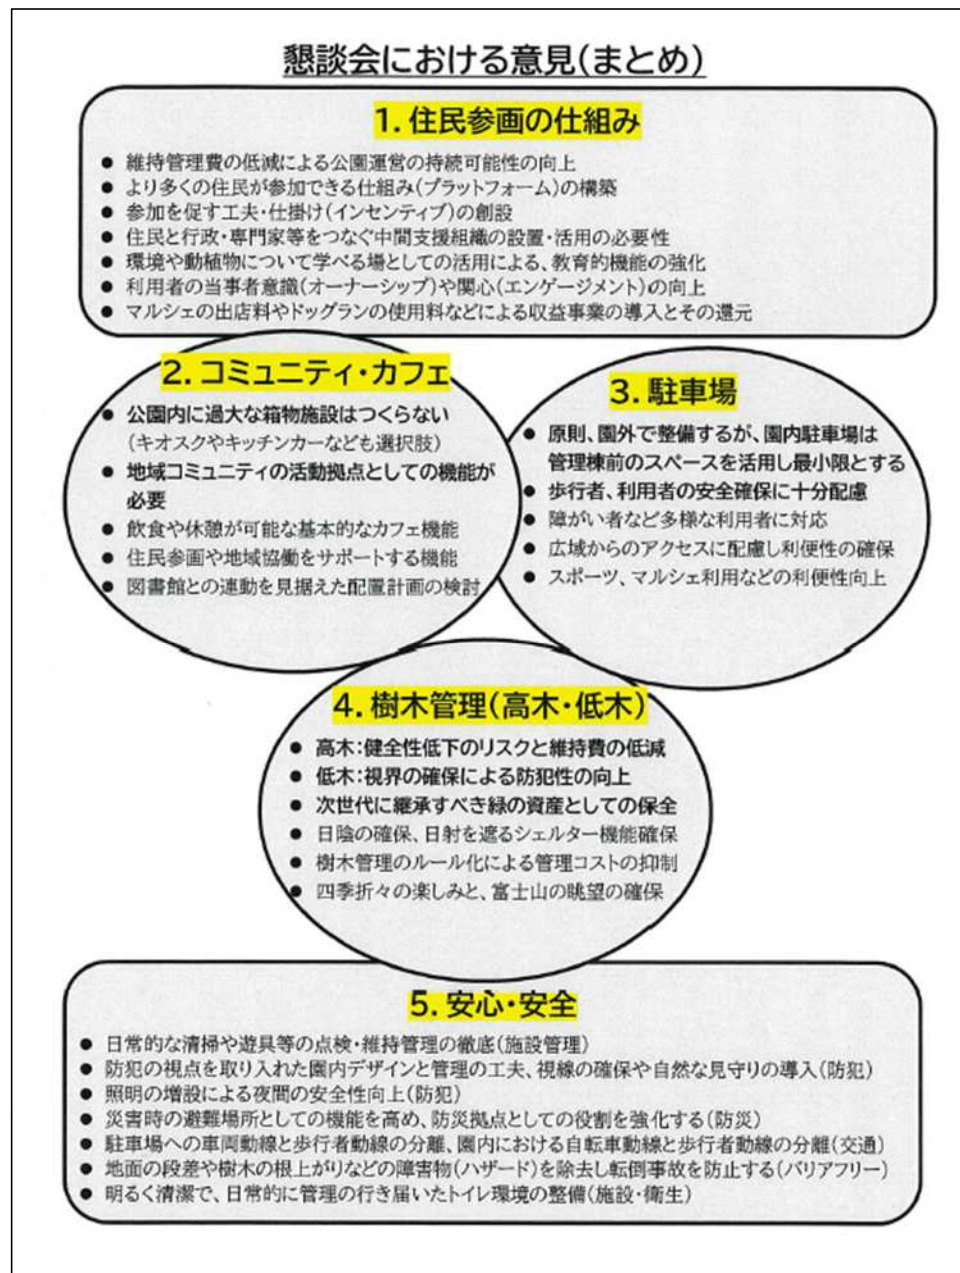 懇談会における意見(まとめ)
1. 住民参画の仕組み
● 維持管理費の低減による公園運営の持続可能性の向上
● より多くの住民が参加できる仕組み(プラットフォーム)の構築
● 参加を促す工夫・仕掛け(インセンティブ)の創設
● 住民と行政・専門家等をつなぐ中間支援組織の設置・活用の必要性
● 環境や動植物について学べる場としての活用による、教育的機能の強化
● 利用者の当事者意識(オーナーシップ)や関心(エンゲージメント)の向上
● マルシェの出店料やドッグランの使用料などによる収益事業の導入とその還元
2. コミュニティ・カフェ
● 公園内に過大な箱物施設はつくらない
(キオスクやキッチンカーなども選択肢)
● 地域コミュニティの活動拠点としての機能が
必要
● 飲食や休憩が可能な基本的なカフェ機能
● 住民参画や地域協働をサポートする機能
● 図書館との連動を見据えた配置計画の検討
3. 駐車場
● 原則、園外で整備するが、園内駐車場は
管理棟前のスペースを活用し最小限とする
● 歩行者、利用者の安全確保に十分配慮
● 障がい者など多様な利用者に対応
● 広域からのアクセスに配慮し利便性の確保
● スポーツ、マルシェ利用などの利便性向上
4. 樹木管理(高木・低木)
● 高木:健全性低下のリスクと維持費の低減
● 低木:視界の確保による防犯性の向上
● 次世代に継承すべき緑の資産としての保全
● 日陰の確保、日射を遮るシェルター機能確保
● 樹木管理のルール化による管理コストの抑制
● 四季折々の楽しみと、富士山の眺望の確保
5. 安心・安全
● 日常的な清掃や遊具等の点検・維持管理の徹底(施設管理)
● 防犯の視点を取り入れた園内デザインと管理の工夫、視線の確保や自然な見守りの導入(防犯)
● 照明の増設による夜間の安全性向上(防犯)
● 災害時の避難場所としての機能を高め、防災拠点としての役割を強化する(防災)
● 駐車場への車両動線と歩行者動線の分離、園内における自転車動線と歩行者動線の分離(交通)
● 地面の段差や樹木の根上がりなどの障害物(ハザード)を除去し転倒事故を防止する(バリアフリー)
● 明るく清潔で、日常的に管理の行き届いたトイレ環境の整備(施設・衛生)